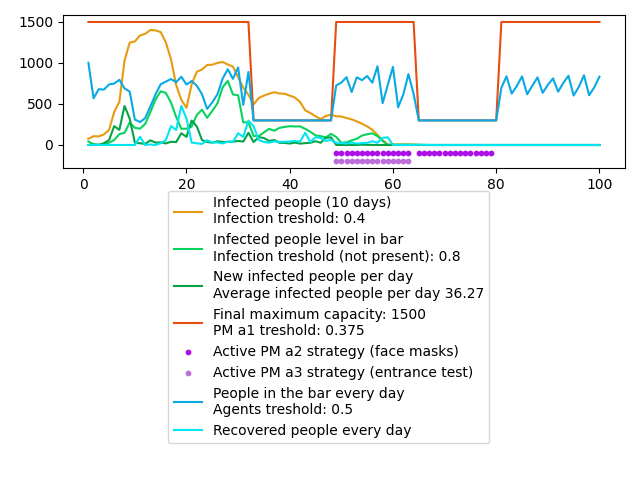 1500
1000
500
0
0 20 40 60 80 100
Infected people (10 days)
Infection treshold: 0.4
Infected people level in bar
Infection treshold (not present): 0.8
New infected people per day
Average infected people per day 36.27
Final maximum capacity: 1500
PM a1 treshold: 0.375
Active PM a2 strategy (face masks)
Active PM a3 strategy (entrance test)
People in the bar every day
Agents treshold: 0.5
Recovered people every day